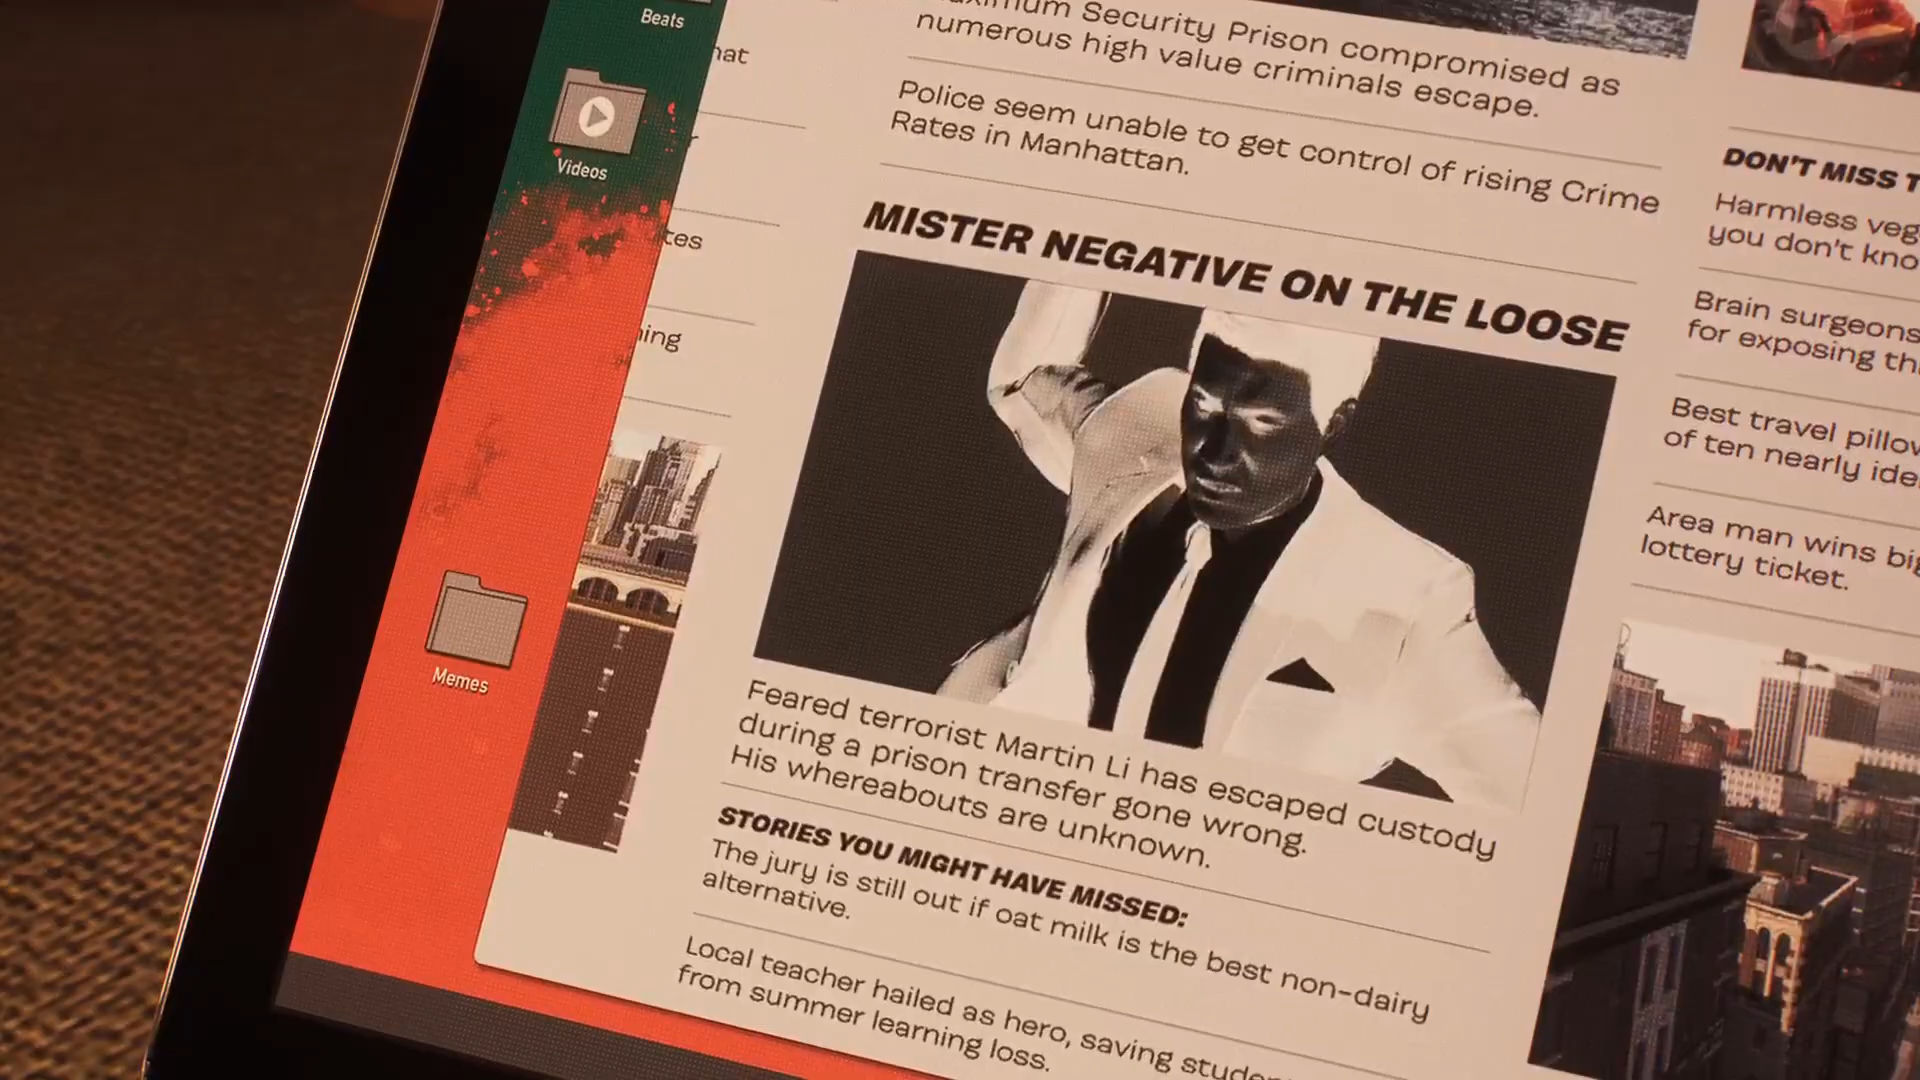 Beats
Videos
Memes
Security Prison compromised as
numerous high value criminals escape.
Police seem unable to get control of rising Crime
Rates in Manhattan.
MISTER NEGATIVE ON THE LOOSE
Feared terrorist Martin Li has escaped custody
during a prison transfer gone wrong.
His whereabouts are unknown.
STORIES YOU MIGHT HAVE MISSED:
The jury is still out if oat milk is the best non-dairy
alternative.
Local teacher hailed as hero, saving
from summer learning loss.
DON'T MISS
Harmless
you don't
Brain surgeons
for exposing
Best travel
of ten nearly
Area man wins
lottery ticket.